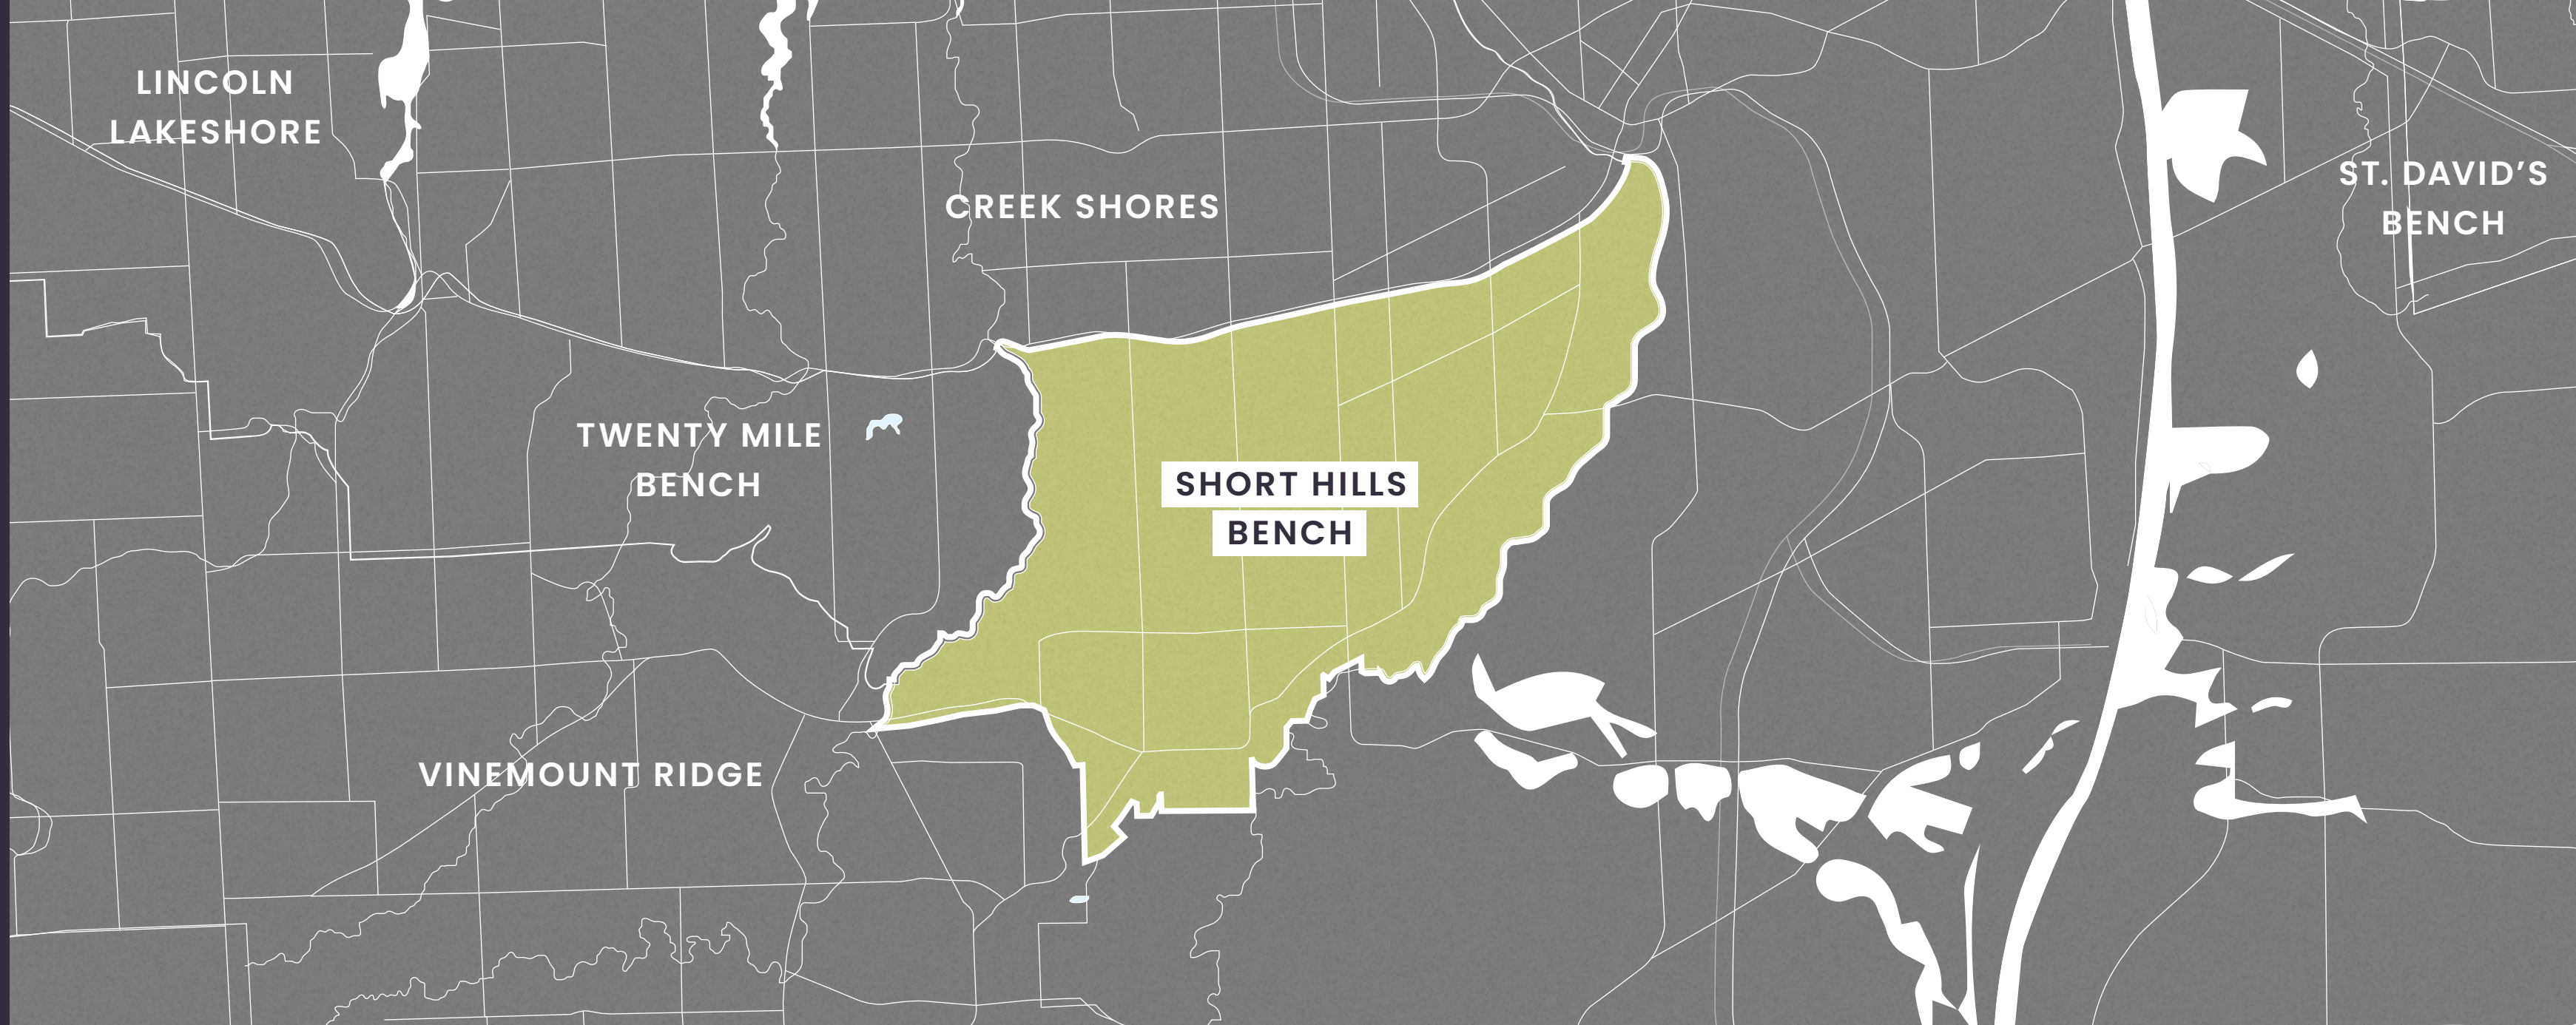 LINCOLN
LAKESHORE
CREEK SHORES
ST. DAVID’S
BENCH
TWENTY MILE
BENCH
SHORT HILLS
BENCH
VINEMOUNT RIDGE